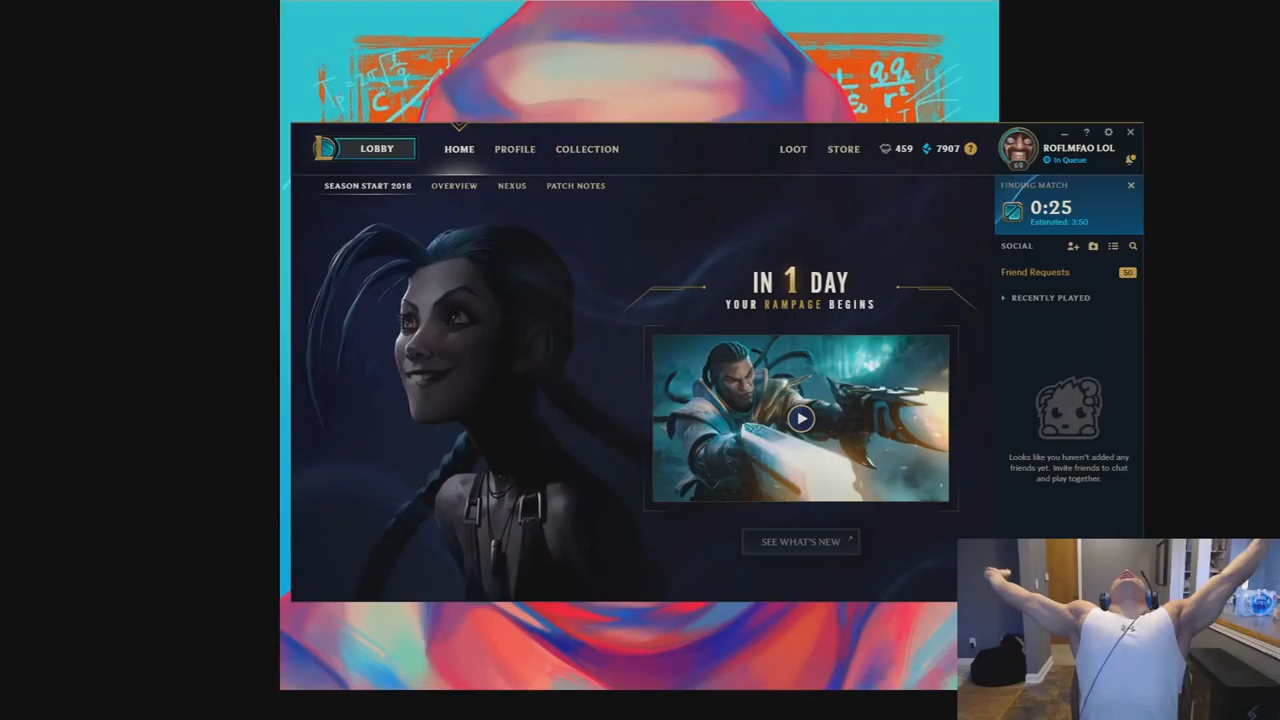 LOBBY
HOME
PROFILE
COLLECTION
LOOT
STORE
459
7907
?
?
69
ROFLMFAO LOL
In Queue
SEASON START 2018
OVERVIEW
NEXUS
PATCH NOTES
FINDING MATCH
0:25
Estimated: 3:50
SOCIAL
Friend Requests
50
RECENTLY PLAYED
IN 1 DAY
YOUR RAMPAGE BEGINS
SEE WHAT'S NEW
Looks like you haven't added any
friends yet. Invite friends to chat
and play together.